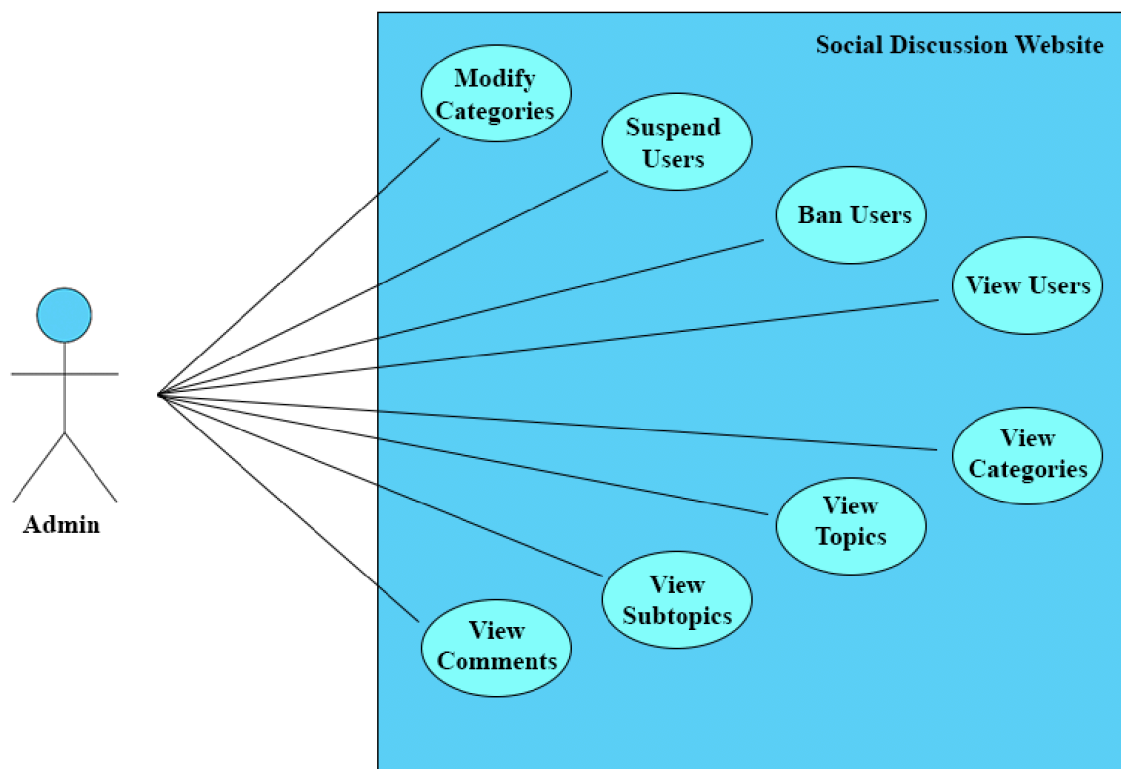 Social Discussion Website
Modify
Categories
Suspend
Users
Ban Users
View Users
View
Categories
View
Topics
View
Subtopics
View
Comments
Admin